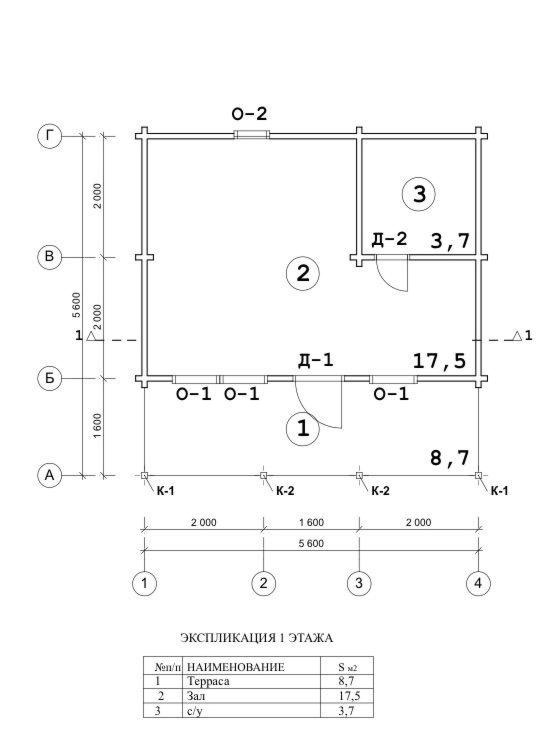 О-2
Г
3
2 000
Д-2
3,7
В
2
5 600
2 000
1
1
Д-1
17,5
Б
О-1
О-1
О-1
1
1 600
8,7
А
К-1
К-2
К-2
К-1
2 000
1 600
2 000
5 600
1
2
3
4
ЭКСПЛИКАЦИЯ 1 ЭТАЖА
№п/п НАИМЕНОВАНИЕ S м2
1 Терраса 8,7
2 Зал 17,5
3 с/у 3,7